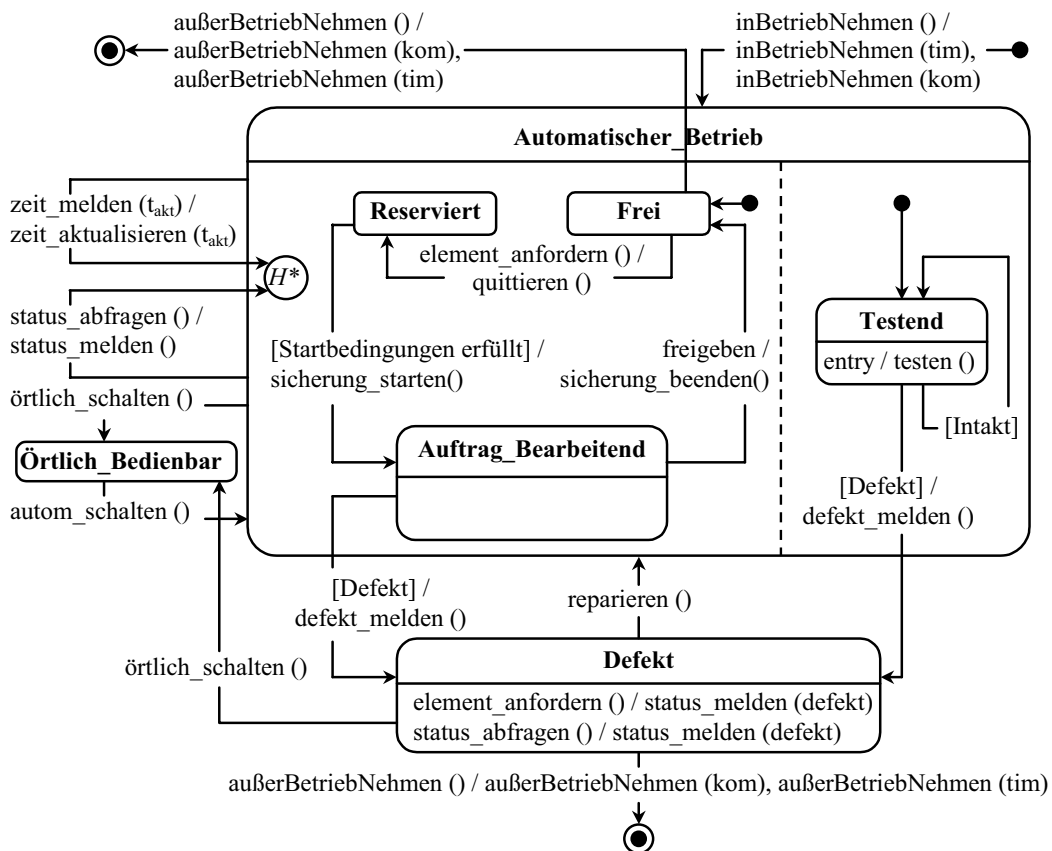 außerBetriebNehmen () /
außerBetriebNehmen (kom),
außerBetriebNehmen (tim)
inBetriebNehmen () /
inBetriebNehmen (tim),
inBetriebNehmen (kom)
Automatischer_Betrieb
zeit_melden (takt) /
zeit_aktualisieren (takt)
H*
status_abfragen () /
status_melden ()
örtlich_schalten ()
Örtlich_Bedienbar
autom_schalten ()
Reserviert
Frei
element_anfordern () /
quittieren ()
[Startbedingungen erfüllt] /
sicherung_starten()
freigeben /
sicherung_beenden()
Auftrag_Bearbeitend
Testend
entry / testen ()
[Intakt]
[Defekt] /
defekt_melden ()
[Defekt] /
defekt_melden ()
reparieren ()
örtlich_schalten ()
Defekt
element_anfordern () / status_melden (defekt)
status_abfragen () / status_melden (defekt)
außerBetriebNehmen () / außerBetriebNehmen (kom), außerBetriebNehmen (tim)